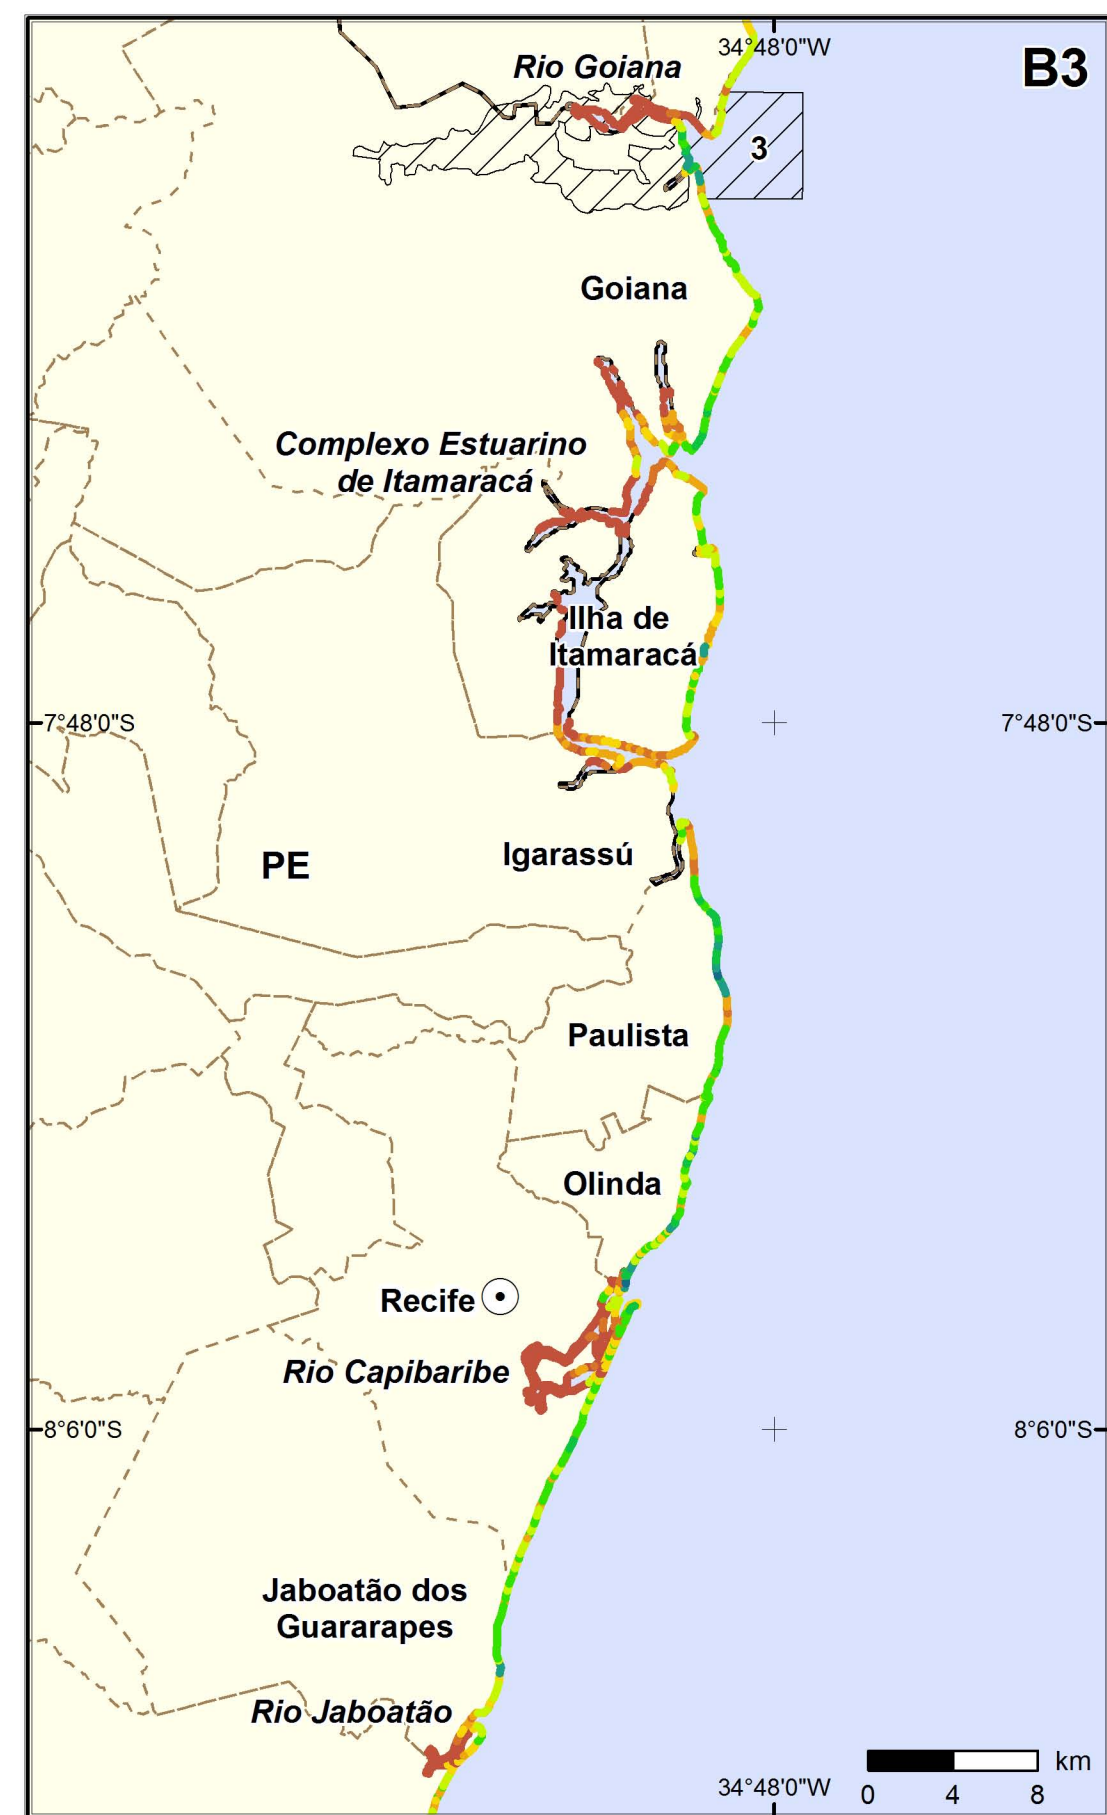 34°48'0"W
B3
Rio Goiana
3
Goiana
Complexo Estuarino
de Itamaracá
Ilha de
Itamaracá
7°48'0"S
7°48'0"S
Igarassú
PE
Paulista
Olinda
Recife
Rio Capibaribe
8°6'0"S
8°6'0"S
Jaboatão dos
Guararapes
Rio Jaboatão
km
34°48'0"W
0 4 8